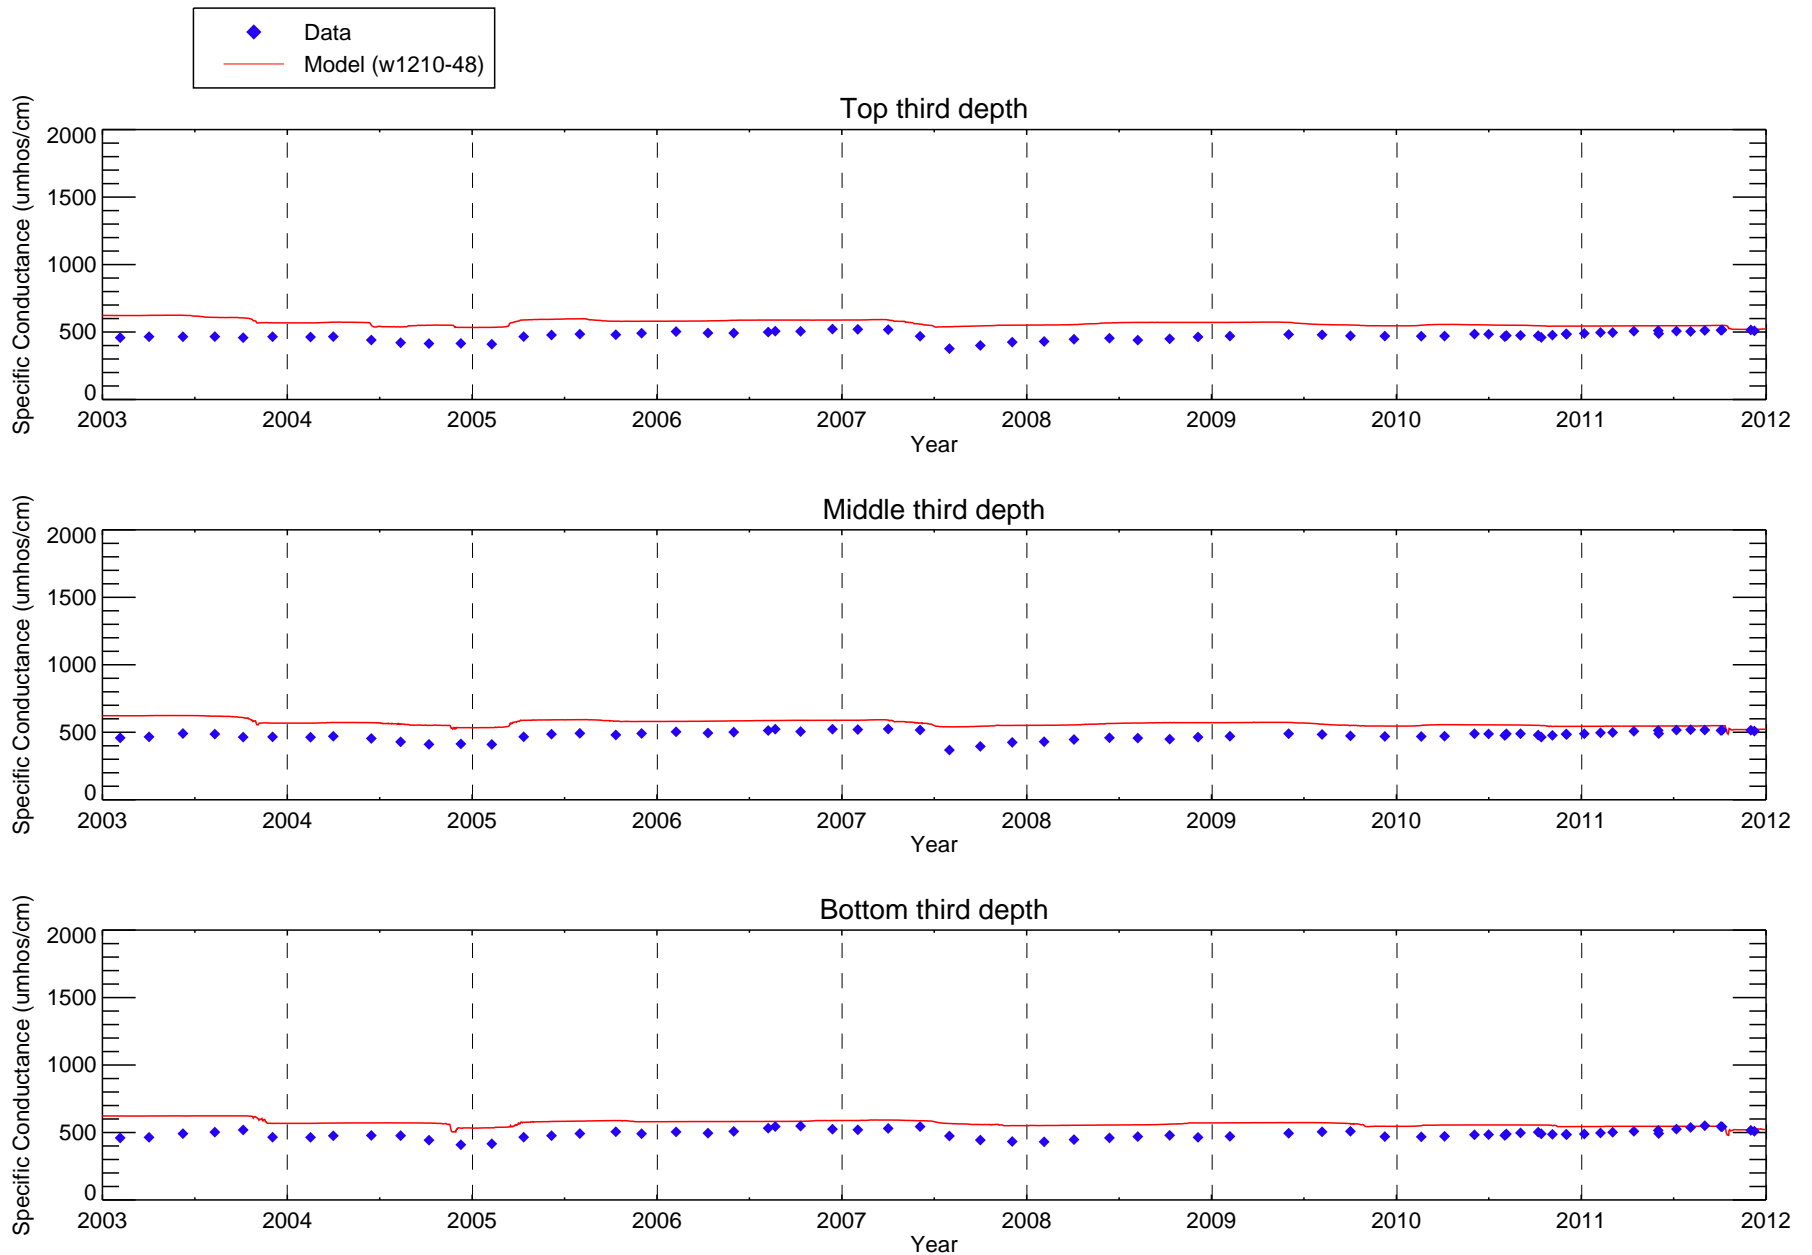 Data
Model (w1210-48)
Top third depth
Specific Conductance (umhos/cm)
2000
1500
1000
500
0
2003 2004 2005 2006 2007 2008 2009 2010 2011 2012
Year
Middle third depth
Specific Conductance (umhos/cm)
2000
1500
1000
500
0
2003 2004 2005 2006 2007 2008 2009 2010 2011 2012
Year
Bottom third depth
Specific Conductance (umhos/cm)
2000
1500
1000
500
0
2003 2004 2005 2006 2007 2008 2009 2010 2011 2012
Year